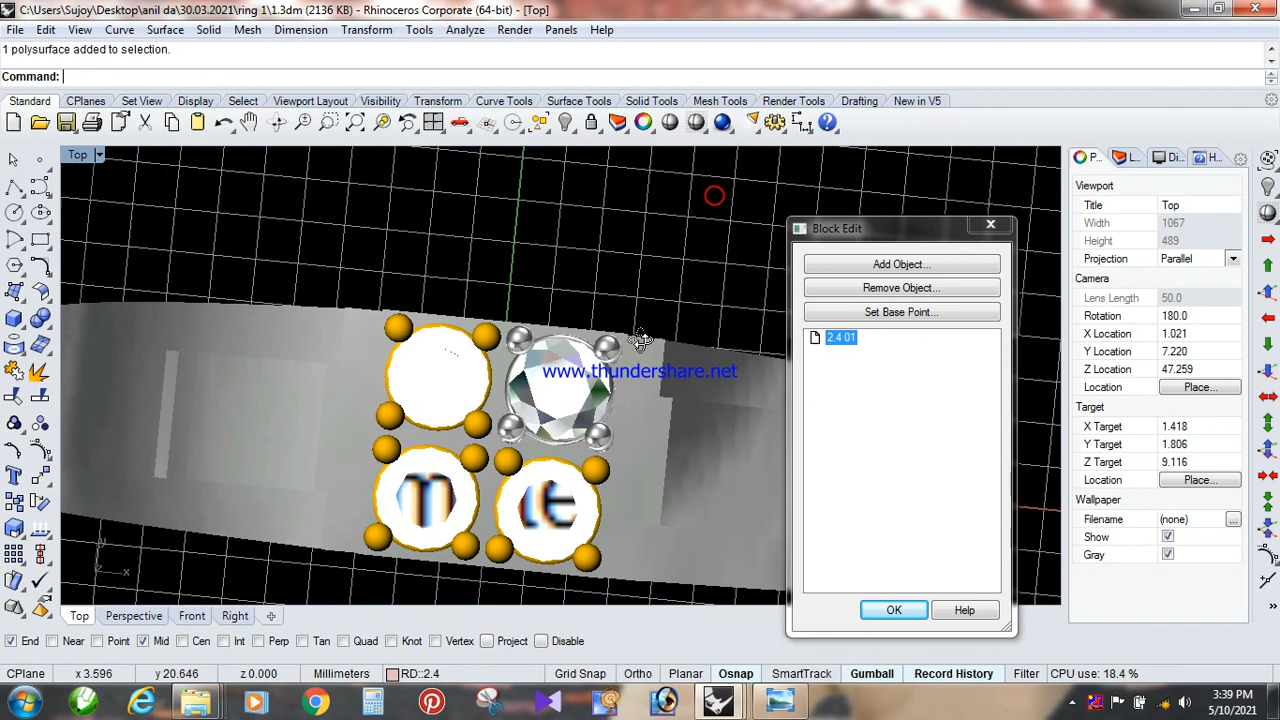 C:\Users\Sujoy\Desktop\anil da\30.03.2021\ring 1\1.3dm (2136 KB) - Rhinoceros Corporate (64-bit) - [Top]
File Edit View Curve Surface Solid Mesh Dimension Transform Tools Analyze Render Panels Help
1 polysurface added to selection.
Command:
Standard CPlanes Set View Display Select Viewport Layout Visibility Transform Curve Tools Surface Tools Solid Tools Mesh Tools Render Tools Drafting New in V5
Top
P... L... Di... H...
Viewport
Title Top
Width 1067
Height 489
Projection Parallel
Camera
Lens Length 50.0
Rotation 180.0
X Location 1.021
Y Location 7.220
Z Location 47.259
Location Place...
Target
X Target 1.418
Y Target 1.806
Z Target 9.116
Location Place...
Wallpaper
Filename (none) ...
Show
Gray
Block Edit
Add Object...
Remove Object...
Set Base Point...
2.4 01
OK Help
www.thundershare.net
y
z x
Top Perspective Front Right
End Near Point Mid Cen Int Perp Tan Quad Knot Vertex Project Disable
CPlane x 3.596 y 20.646 z 0.000 Millimeters RD::2.4 Grid Snap Ortho Planar Osnap SmartTrack Gumball Record History Filter CPU use: 18.4 %
3:39 PM
5/10/2021